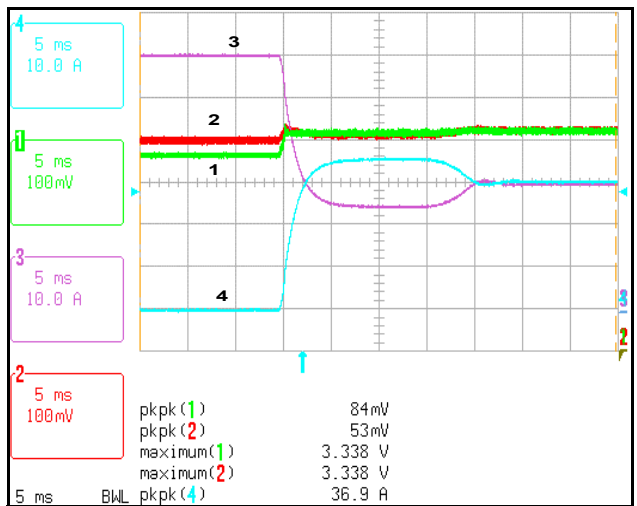 4
5 ms
10.0 A
1
5 ms
100mV
3
5 ms
10.0 A
2
5 ms
100mV
5 ms BWL
3
2
1
4
3
2
pkpk(1) 84mV
pkpk(2) 53mV
maximum(1) 3.338 V
maximum(2) 3.338 V
pkpk(4) 36.9 A